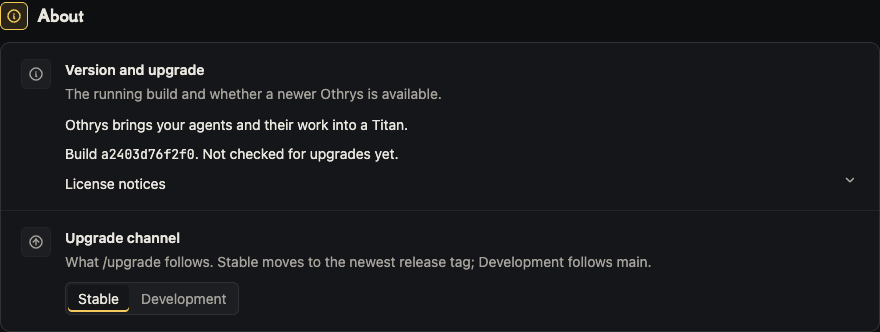 About
Version and upgrade
The running build and whether a newer Othrys is available.
Othrys brings your agents and their work into a Titan.
Build a2403d76f2f0. Not checked for upgrades yet.
License notices
Upgrade channel
What /upgrade follows. Stable moves to the newest release tag; Development follows main.
Stable Development